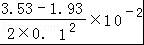 3.53-1.93
2×0. 1² ×10⁻²